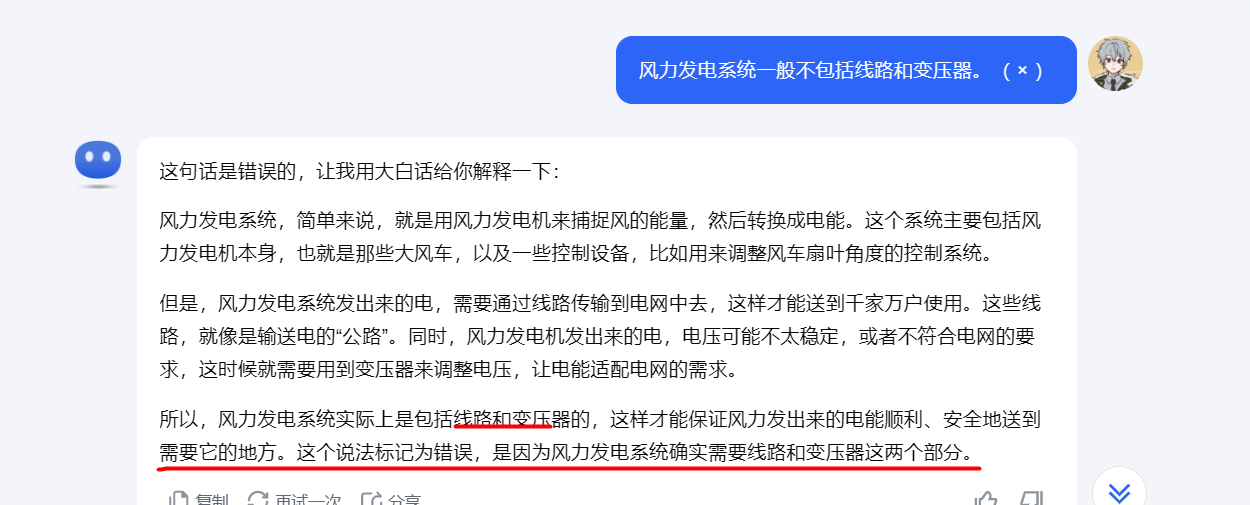 风力发电系统一般不包括线路和变压器。（ × ）
这句话是错误的，让我用大白话给你解释一下：
风力发电系统，简单来说，就是用风力发电机来捕捉风的能量，然后转换成电能。这个系统主要包括风
力发电机本身，也就是那些大风车，以及一些控制设备，比如用来调整风车扇叶角度的控制系统。
但是，风力发电系统发出来的电，需要通过线路传输到电网中去，这样才能送到千家万户使用。这些线
路，就像是输送电的“公路”。同时，风力发电机发出来的电，电压可能不太稳定，或者不符合电网的要
求，这时候就需要用到变压器来调整电压，让电能适配电网的需求。
所以，风力发电系统实际上是包括线路和变压器的，这样才能保证风力发出来的电能顺利、安全地送到
需要它的地方。这个说法标记为错误，是因为风力发电系统确实需要线路和变压器这两个部分。
复制 再试一次 分享